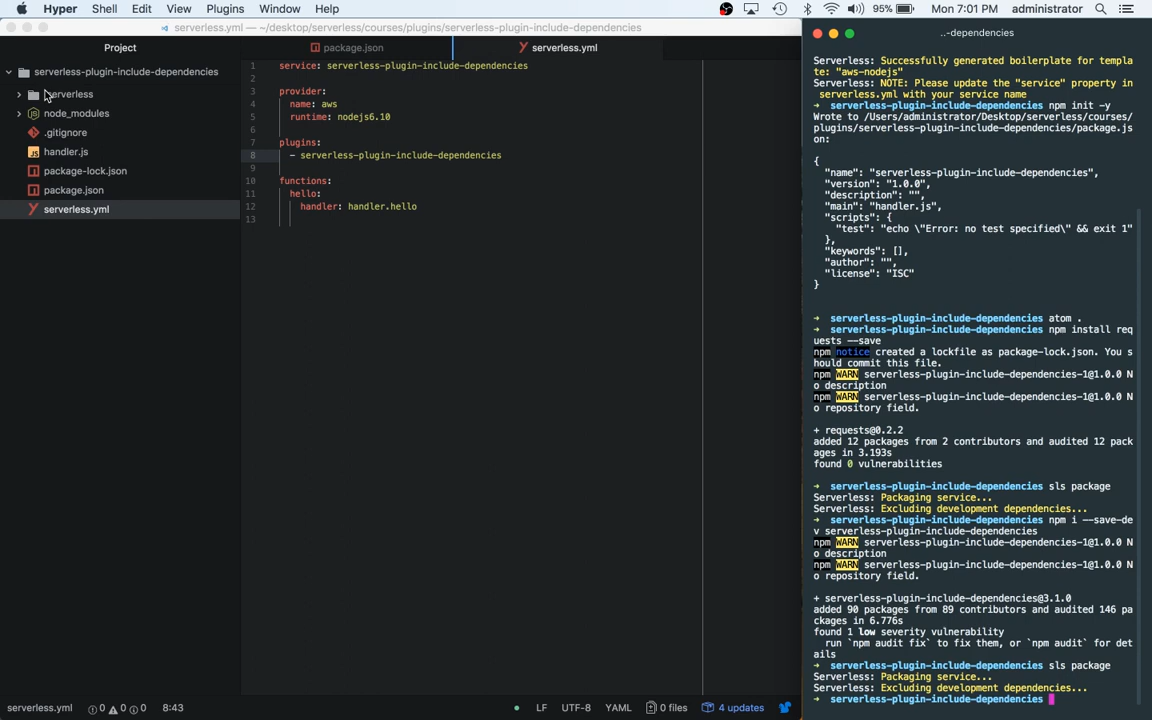 Hyper Shell Edit View Plugins Window Help 95% Mon 7:01 PM administrator
serverless.yml — ~/desktop/serverless/courses/plugins/serverless-plugin-include-dependencies
Project
serverless-plugin-include-dependencies
node_modules
.gitignore
handler.js
package-lock.json
package.json
serverless.yml
package.json serverless.yml
1 service: serverless-plugin-include-dependencies
2
3 provider:
4 name: aws
5 runtime: nodejs6.10
6
7 plugins:
8 - serverless-plugin-include-dependencies
9
10 functions:
11 hello:
12 handler: handler.hello
13
serverless.yml 0 0 0 8:43 LF UTF-8 YAML 0 files 4 updates
..-dependencies
Serverless: Successfully generated boilerplate for templa
te: "aws-nodejs"
Serverless: NOTE: Please update the "service" property in
serverless.yml with your service name
→ serverless-plugin-include-dependencies npm init -y
Wrote to /Users/administrator/Desktop/serverless/courses/
plugins/serverless-plugin-include-dependencies/package.js
on:
{
"name": "serverless-plugin-include-dependencies",
"version": "1.0.0",
"description": "",
"main": "handler.js",
"scripts": {
"test": "echo \"Error: no test specified\" && exit 1"
},
"keywords": [],
"author": "",
"license": "ISC"
}
→ serverless-plugin-include-dependencies atom .
→ serverless-plugin-include-dependencies npm install req
uests --save
npm notice created a lockfile as package-lock.json. You s
hould commit this file.
npm WARN serverless-plugin-include-dependencies-1@1.0.0 N
o description
npm WARN serverless-plugin-include-dependencies-1@1.0.0 N
o repository field.
+ requests@0.2.2
added 12 packages from 2 contributors and audited 12 pack
ages in 3.193s
found 0 vulnerabilities
→ serverless-plugin-include-dependencies sls package
Serverless: Packaging service...
Serverless: Excluding development dependencies...
→ serverless-plugin-include-dependencies npm i --save-de
v serverless-plugin-include-dependencies
npm WARN serverless-plugin-include-dependencies-1@1.0.0 N
o description
npm WARN serverless-plugin-include-dependencies-1@1.0.0 N
o repository field.
+ serverless-plugin-include-dependencies@3.1.0
added 90 packages from 89 contributors and audited 146 pa
ckages in 6.776s
found 1 low severity vulnerability
run `npm audit fix` to fix them, or `npm audit` for det
ails
→ serverless-plugin-include-dependencies sls package
Serverless: Packaging service...
Serverless: Excluding development dependencies...
→ serverless-plugin-include-dependencies